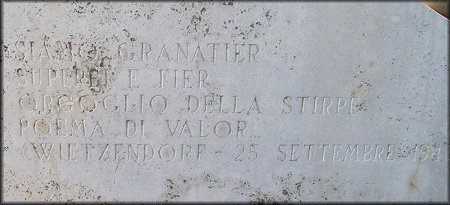 SIAMO GRANATIER
SUPERBI E FIER
ORGOGLIO DELLA STIRPE
POEMA DI VALOR...
(WIETZENDORF - 25 SETTEMBRE 194